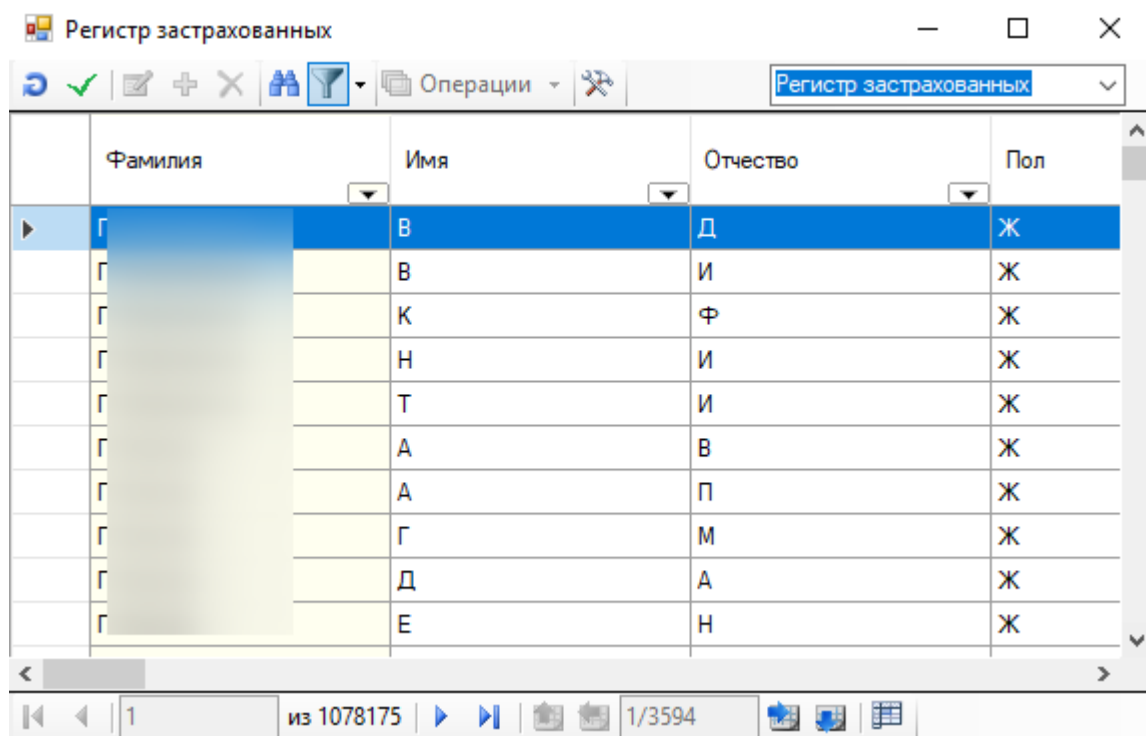 Регистр застрахованных
Операции Регистр застрахованных
Фамилия Имя Отчество Пол
Г В Д Ж
Г В И Ж
Г К Ф Ж
Г Н И Ж
Г Т И Ж
Г А В Ж
Г А П Ж
Г Г М Ж
Г Д А Ж
Г Е Н Ж
1 из 1078175 1/3594